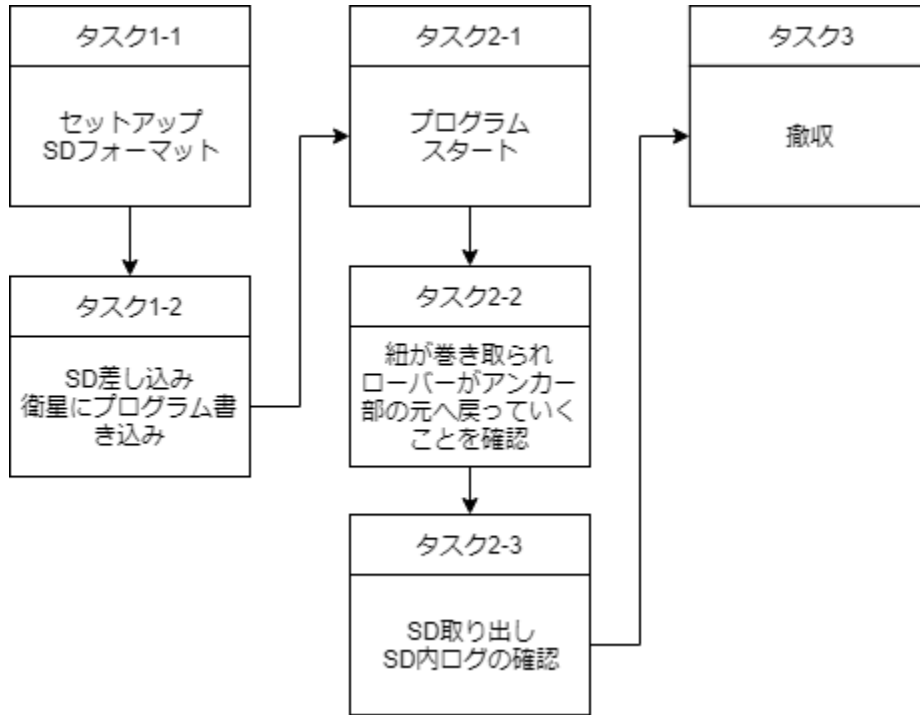 タスク1-1
セットアップ
SDフォーマット
タスク1-2
SD差し込み
衛星にプログラム書
き込み
タスク2-1
プログラム
スタート
タスク2-2
紐が巻き取られ
ローバーがアンカー
部の元へ戻っていく
ことを確認
タスク2-3
SD取り出し
SD内ログの確認
タスク3
撤収